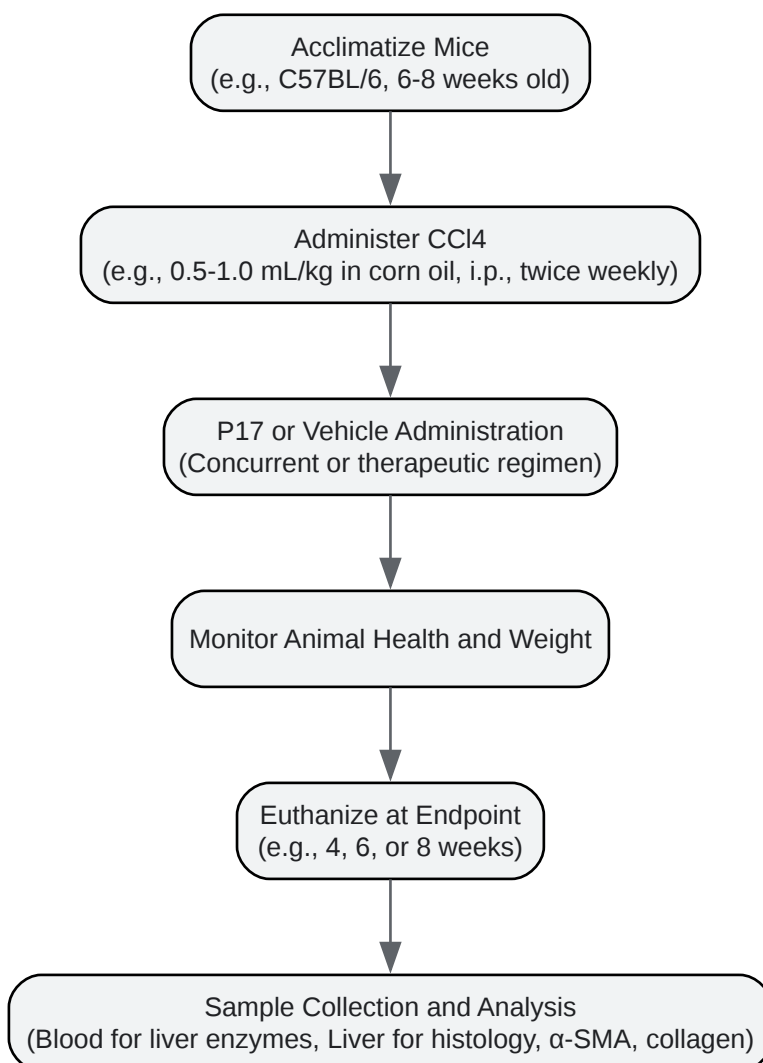 Acclimatize Mice
(e.g., C57BL/6, 6-8 weeks old)
Administer CCl4
(e.g., 0.5-1.0 mL/kg in corn oil, i.p., twice weekly)
P17 or Vehicle Administration
(Concurrent or therapeutic regimen)
Monitor Animal Health and Weight
Euthanize at Endpoint
(e.g., 4, 6, or 8 weeks)
Sample Collection and Analysis
(Blood for liver enzymes, Liver for histology, α-SMA, collagen)